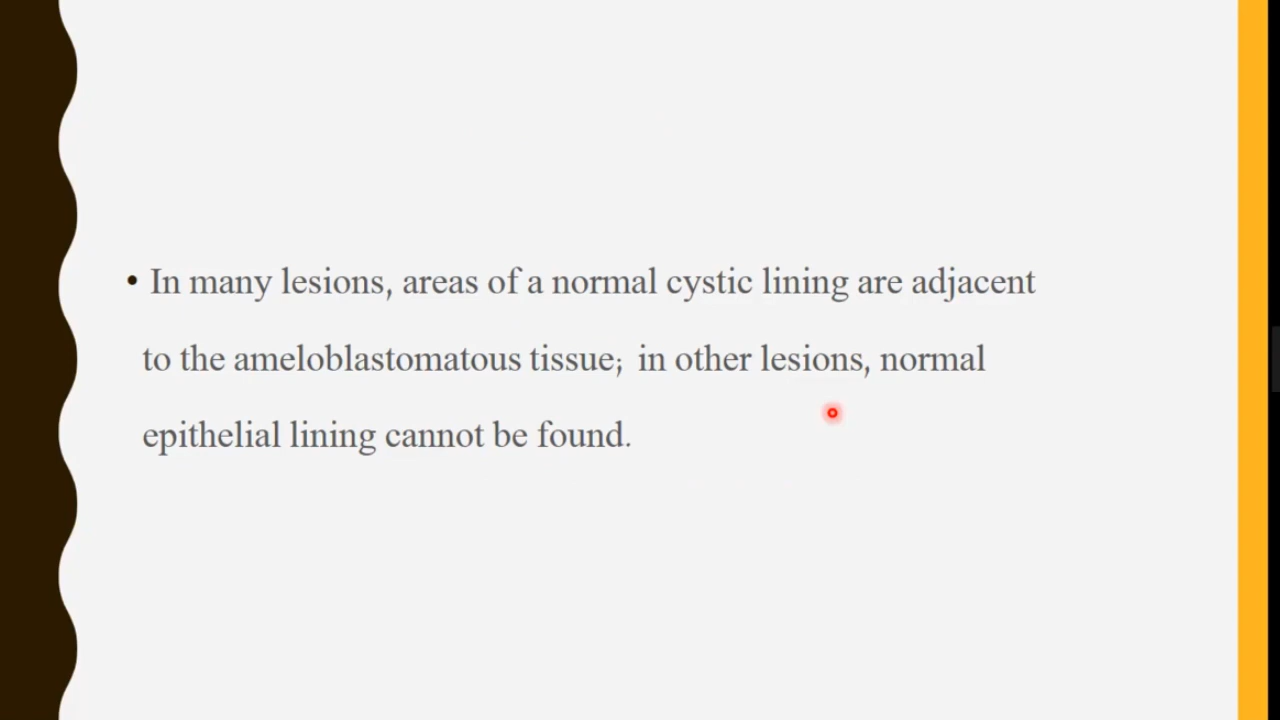 • In many lesions, areas of a normal cystic lining are adjacent
to the ameloblastomatous tissue; in other lesions, normal
epithelial lining cannot be found.